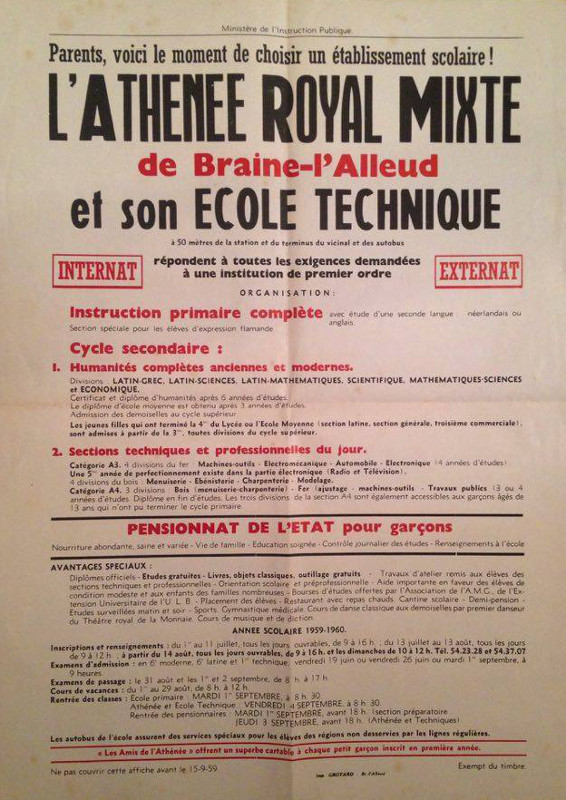 Ministère de l'Instruction Publique.
Parents, voici le moment de choisir un établissement scolaire !
L'ATHENEE ROYAL MIXTE
de Braine-l'Alleud
et son ECOLE TECHNIQUE
à 50 mètres de la station et du terminus du vicinal et des autobus
INTERNAT
répondent à toutes les exigences demandées
à une institution de premier ordre
EXTERNAT
ORGANISATION :
Instruction primaire complète avec étude d'une seconde langue : néerlandais ou
anglais.
Section spéciale pour les élèves d'expression flamande.
Cycle secondaire :
1. Humanités complètes anciennes et modernes.
Divisions : LATIN-GREC, LATIN-SCIENCES, LATIN-MATHEMATIQUES, SCIENTIFIQUE, MATHEMATIQUES-SCIENCES
et ECONOMIQUE.
Certificat et diplôme d'humanités après 6 années d'études.
Le diplôme d'école moyenne est obtenu après 3 années d'études.
Admission des demoiselles au cycle supérieur.
Les jeunes filles qui ont terminé la 4e du Lycée ou l'Ecole Moyenne (section latine, section générale, troisième commerciale),
sont admises à partir de la 3e, toutes divisions du cycle supérieur.
2. Sections techniques et professionnelles du jour.
Catégorie A3. 4 divisions du fer : Machines-outils - Electromécanique - Automobile - Electronique (4 années d'études).
Une 5e année de perfectionnement existe dans la partie électronique (Radio et Télévision).
4 divisions du bois : Menuiserie - Ebénisterie - Charpenterie - Modelage.
Catégorie A4. 3 divisions : Bois (menuiserie-charpenterie) - Fer (ajustage - machines-outils - Travaux publics (3 ou 4
années d'études. Diplôme en fin d'études. Les trois divisions de la section A4 sont également accessibles aux garçons âgés de
13 ans qui n'ont pu terminer le cycle primaire.
PENSIONNAT DE L'ETAT pour garçons
Nourriture abondante, saine et variée - Vie de famille - Education soignée - Contrôle journalier des études - Renseignements à l'école
AVANTAGES SPECIAUX :
Diplômes officiels - Etudes gratuites - Livres, objets classiques, outillage gratuits - Travaux d'atelier remis aux élèves des
sections techniques et professionnelles - Orientation scolaire et préprofessionnelle - Aide importante en faveur des élèves de
condition modeste et aux enfants des familles nombreuses - Bourses d'études offertes par l'Association de l'A.M.G., de l'Ex-
tension Universitaire de l'U. L. B. - Placement des élèves - Restaurant avec repas chauds. Cantine scolaire - Demi-pension -
Etudes surveillées matin et soir - Sports. Gymnastique médicale. Cours de danse classique aux demoiselles par premier danseur
du Théâtre royal de la Monnaie. Cours de musique et de diction.
ANNEE SCOLAIRE 1959-1960.
Inscriptions et renseignements : du 1er au 11 juillet, tous les jours ouvrables, de 9 à 16 h. ; du 13 juillet au 13 août, tous les jours
de 9 à 12 h. ; à partir du 14 août, tous les jours ouvrables, de 9 à 16 h. et les dimanches de 10 à 12 h. Tél. 54.23.28 et 54.37.07
Examens d'admission : en 6e moderne, 6e latine et 1re technique, vendredi 19 juin ou vendredi 26 juin ou mardi 1er septembre, à
9 heures.
Examens de passage : le 31 août et les 1er et 2 septembre, de 8 h. à 17 h.
Cours de vacances : du 1er au 29 août, de 8 h. à 12 h.
Rentrée des classes : Ecole primaire : MARDI 1er SEPTEMBRE, à 8 h. 30
Athénée et Ecole Technique : VENDREDI 4 SEPTEMBRE, à 8 h. 30.
Rentrée des pensionnaires : MARDI 1er SEPTEMBRE, avant 18 h. (section préparatoire
JEUDI 3 SEPTEMBRE, avant 18 h. (Athénée et Techniques)
Les autobus de l'école assurent des services spéciaux pour les élèves des régions non desservies par les lignes régulières.
« Les Amis de l'Athénée » offrent un superbe cartable à chaque petit garçon inscrit en première année.
Ne pas couvrir cette affiche avant le 15-9-59.
Imp. Br.-l'Alleud
Exempt du timbre.